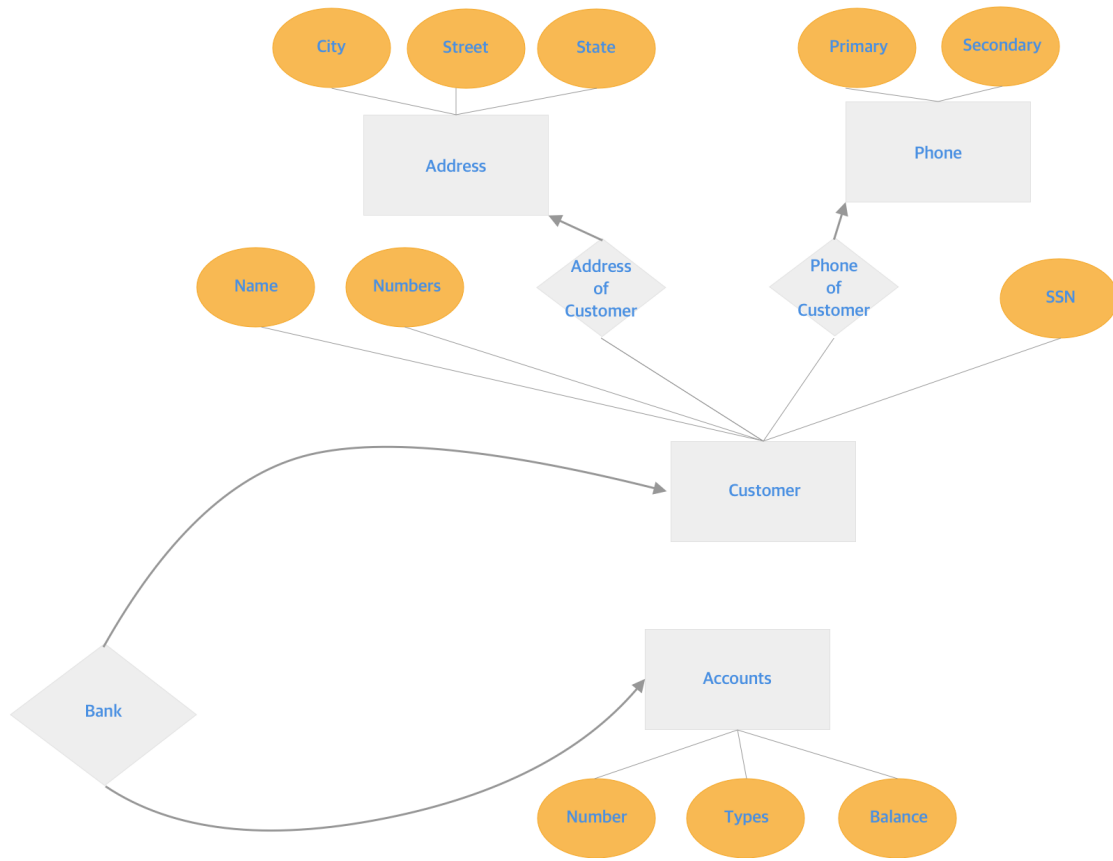 City
Street
State
Primary
Secondary
Address
Phone
Name
Numbers
Address
of
Customer
Phone
of
Customer
SSN
Customer
Accounts
Bank
Number
Types
Balance